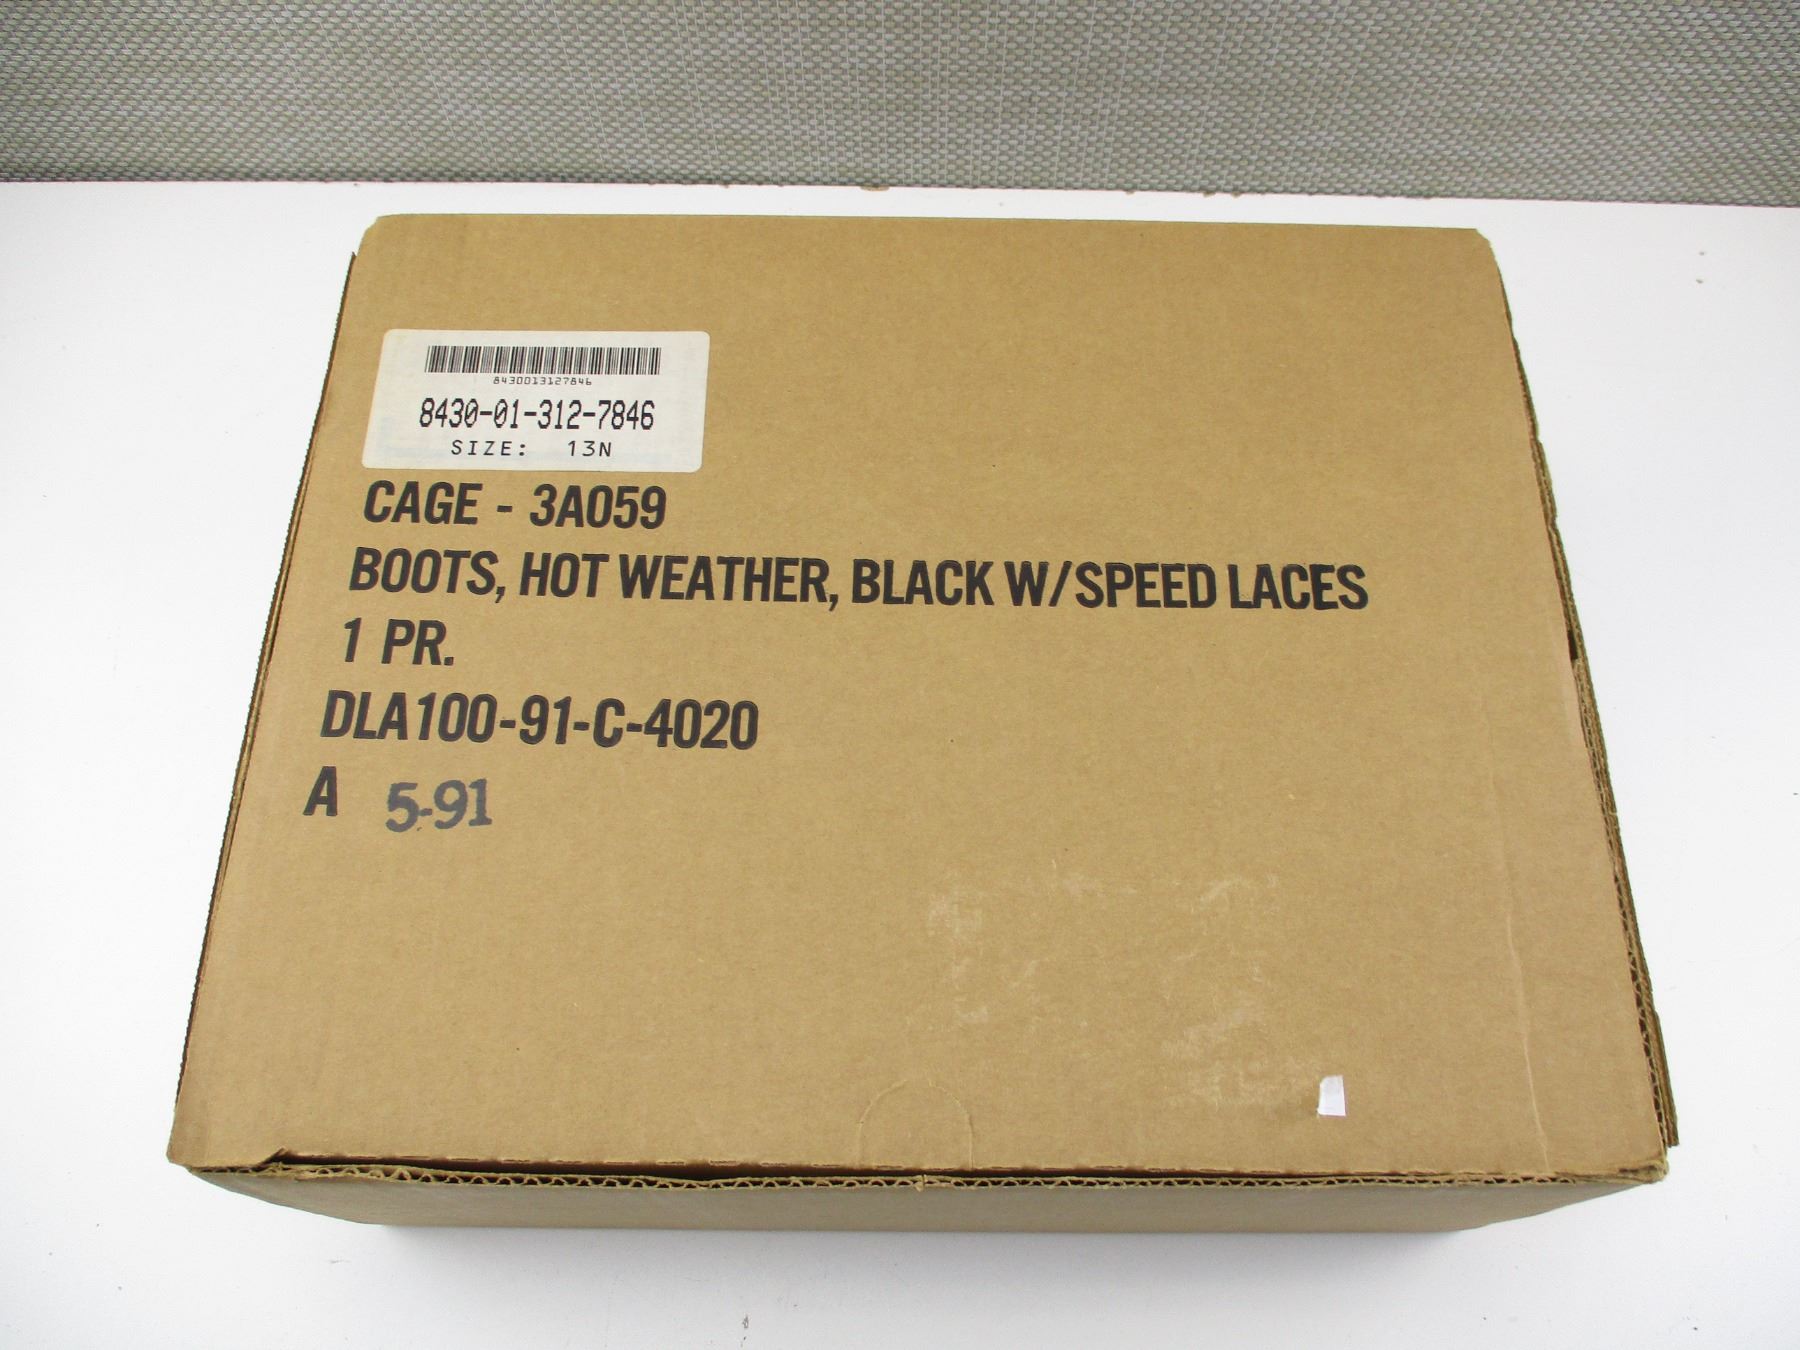 8430013127846
8430-01-312-7846
SIZE: 13N
CAGE - 3A059
BOOTS, HOT WEATHER, BLACK W/SPEED LACES
1 PR.
DLA100-91-C-4020
A 5-91